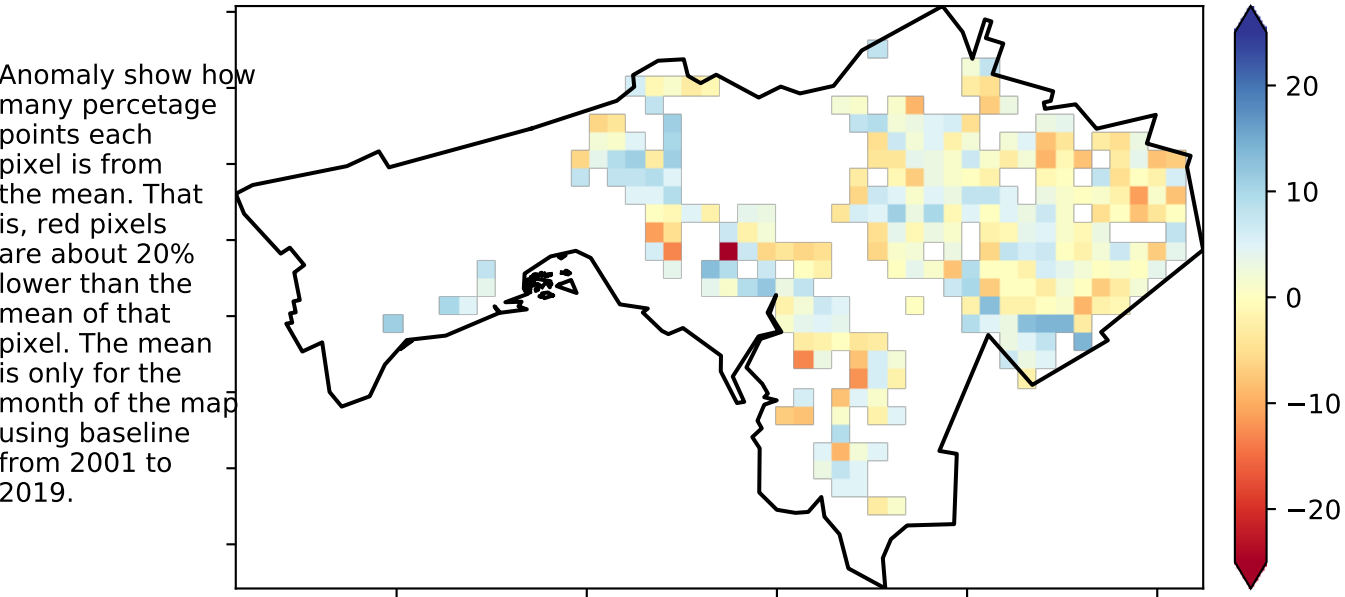 Anomaly show how
many percetage
points each
pixel is from
the mean. That
is, red pixels
are about 20%
lower than the
mean of that
pixel. The mean
is only for the
month of the map
using baseline
from 2001 to
2019.
20
10
0
−10
−20